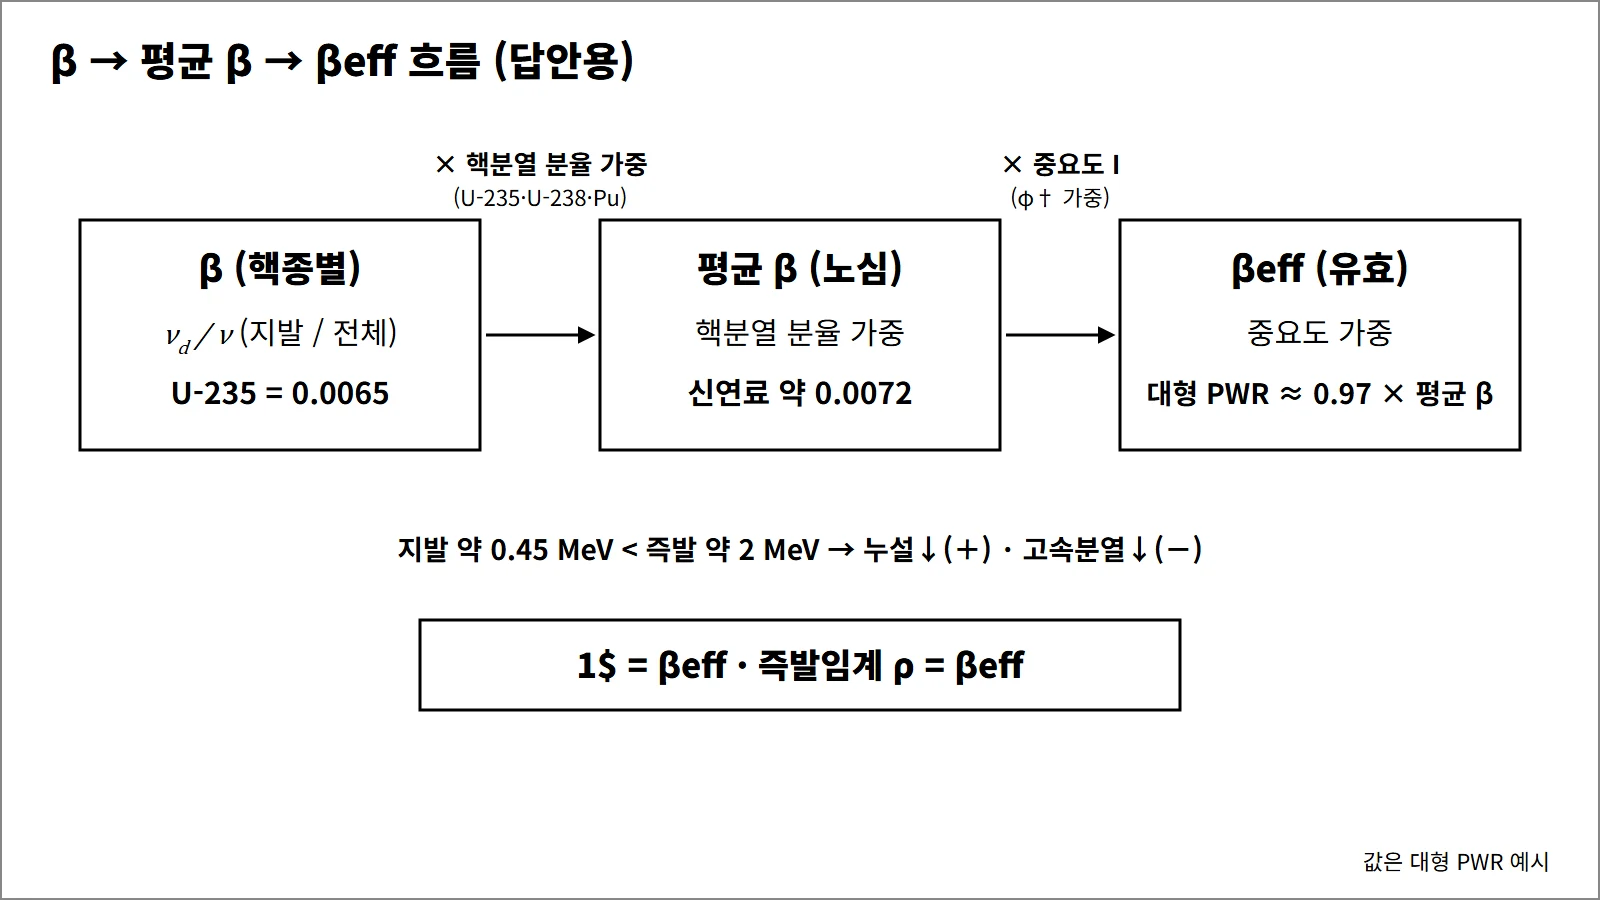 β → 평균 β → βeff 흐름 (답안용)
× 핵분열 분율 가중
(U-235·U-238·Pu)
× 중요도 I
(φ† 가중)
β (핵종별)
ν_d / ν (지발 / 전체)
U-235 = 0.0065
평균 β (노심)
핵분열 분율 가중
신연료 약 0.0072
βeff (유효)
중요도 가중
대형 PWR ≈ 0.97 × 평균 β
지발 약 0.45 MeV < 즉발 약 2 MeV → 누설↓(+) · 고속분열↓(−)
1$ = βeff · 즉발임계 ρ = βeff
값은 대형 PWR 예시